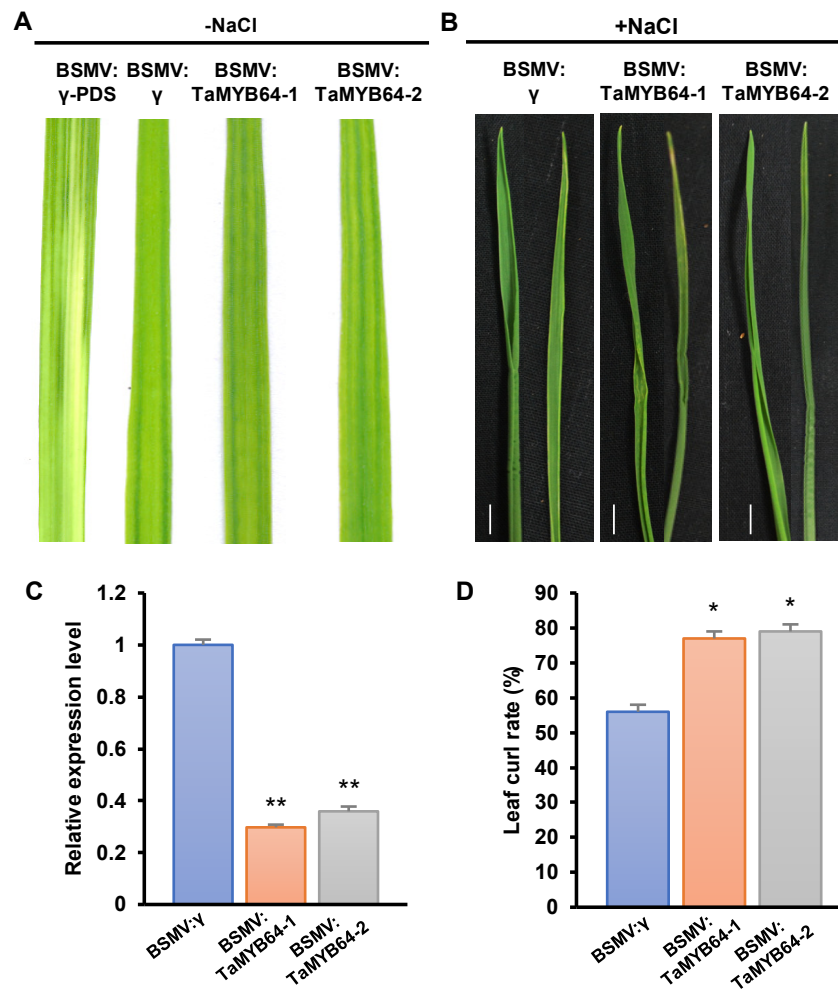 A
-NaCl
BSMV:
γ-PDS
BSMV:
γ
BSMV:
TaMYB64-1
BSMV:
TaMYB64-2
B
+NaCl
BSMV:
γ
BSMV:
TaMYB64-1
BSMV:
TaMYB64-2
C
Relative expression level
1.2
1
0.8
0.6
0.4
0.2
0
**
**
BSMV:γ
BSMV:
TaMYB64-1
BSMV:
TaMYB64-2
D
Leaf curl rate (%)
90
80
70
60
50
40
30
20
10
0
*
*
BSMV:γ
BSMV:
TaMYB64-1
BSMV:
TaMYB64-2